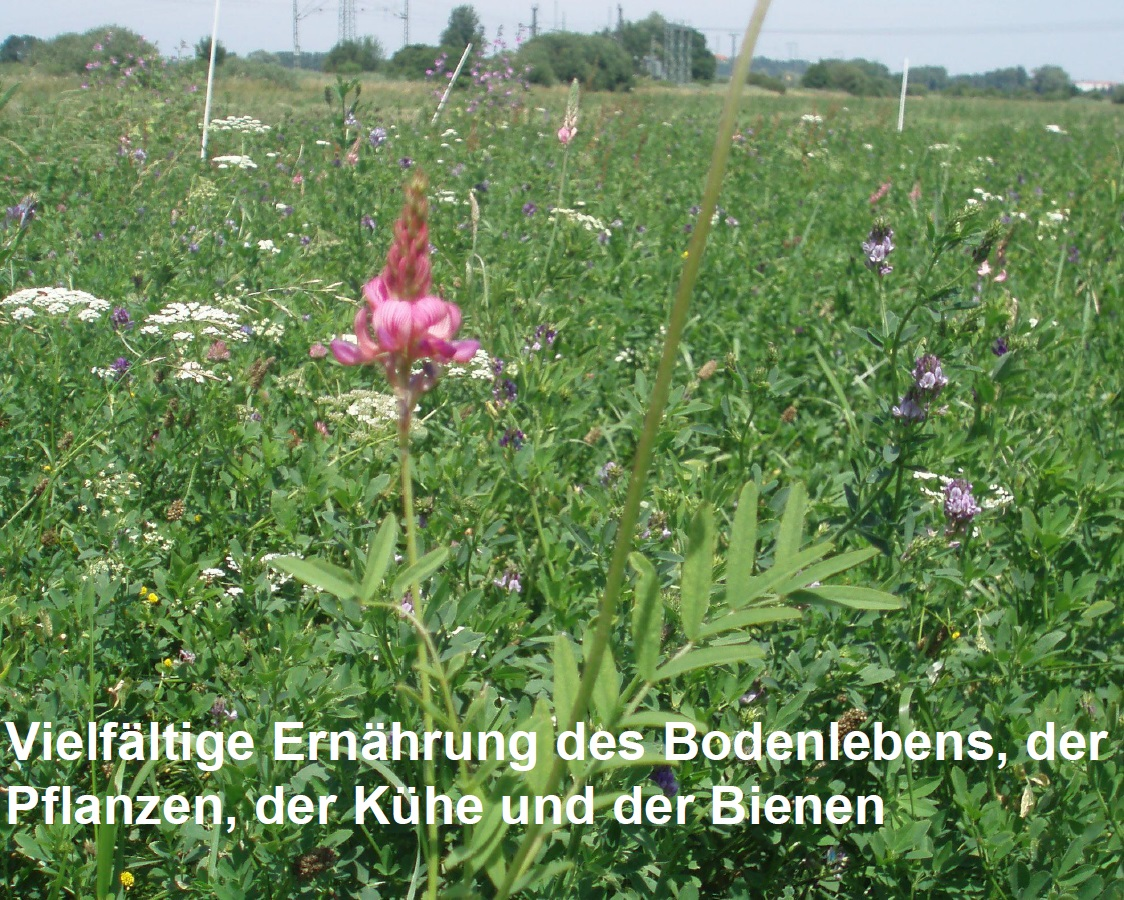 Vielfältige Ernährung des Bodenlebens, der
Pflanzen, der Kühe und der Bienen